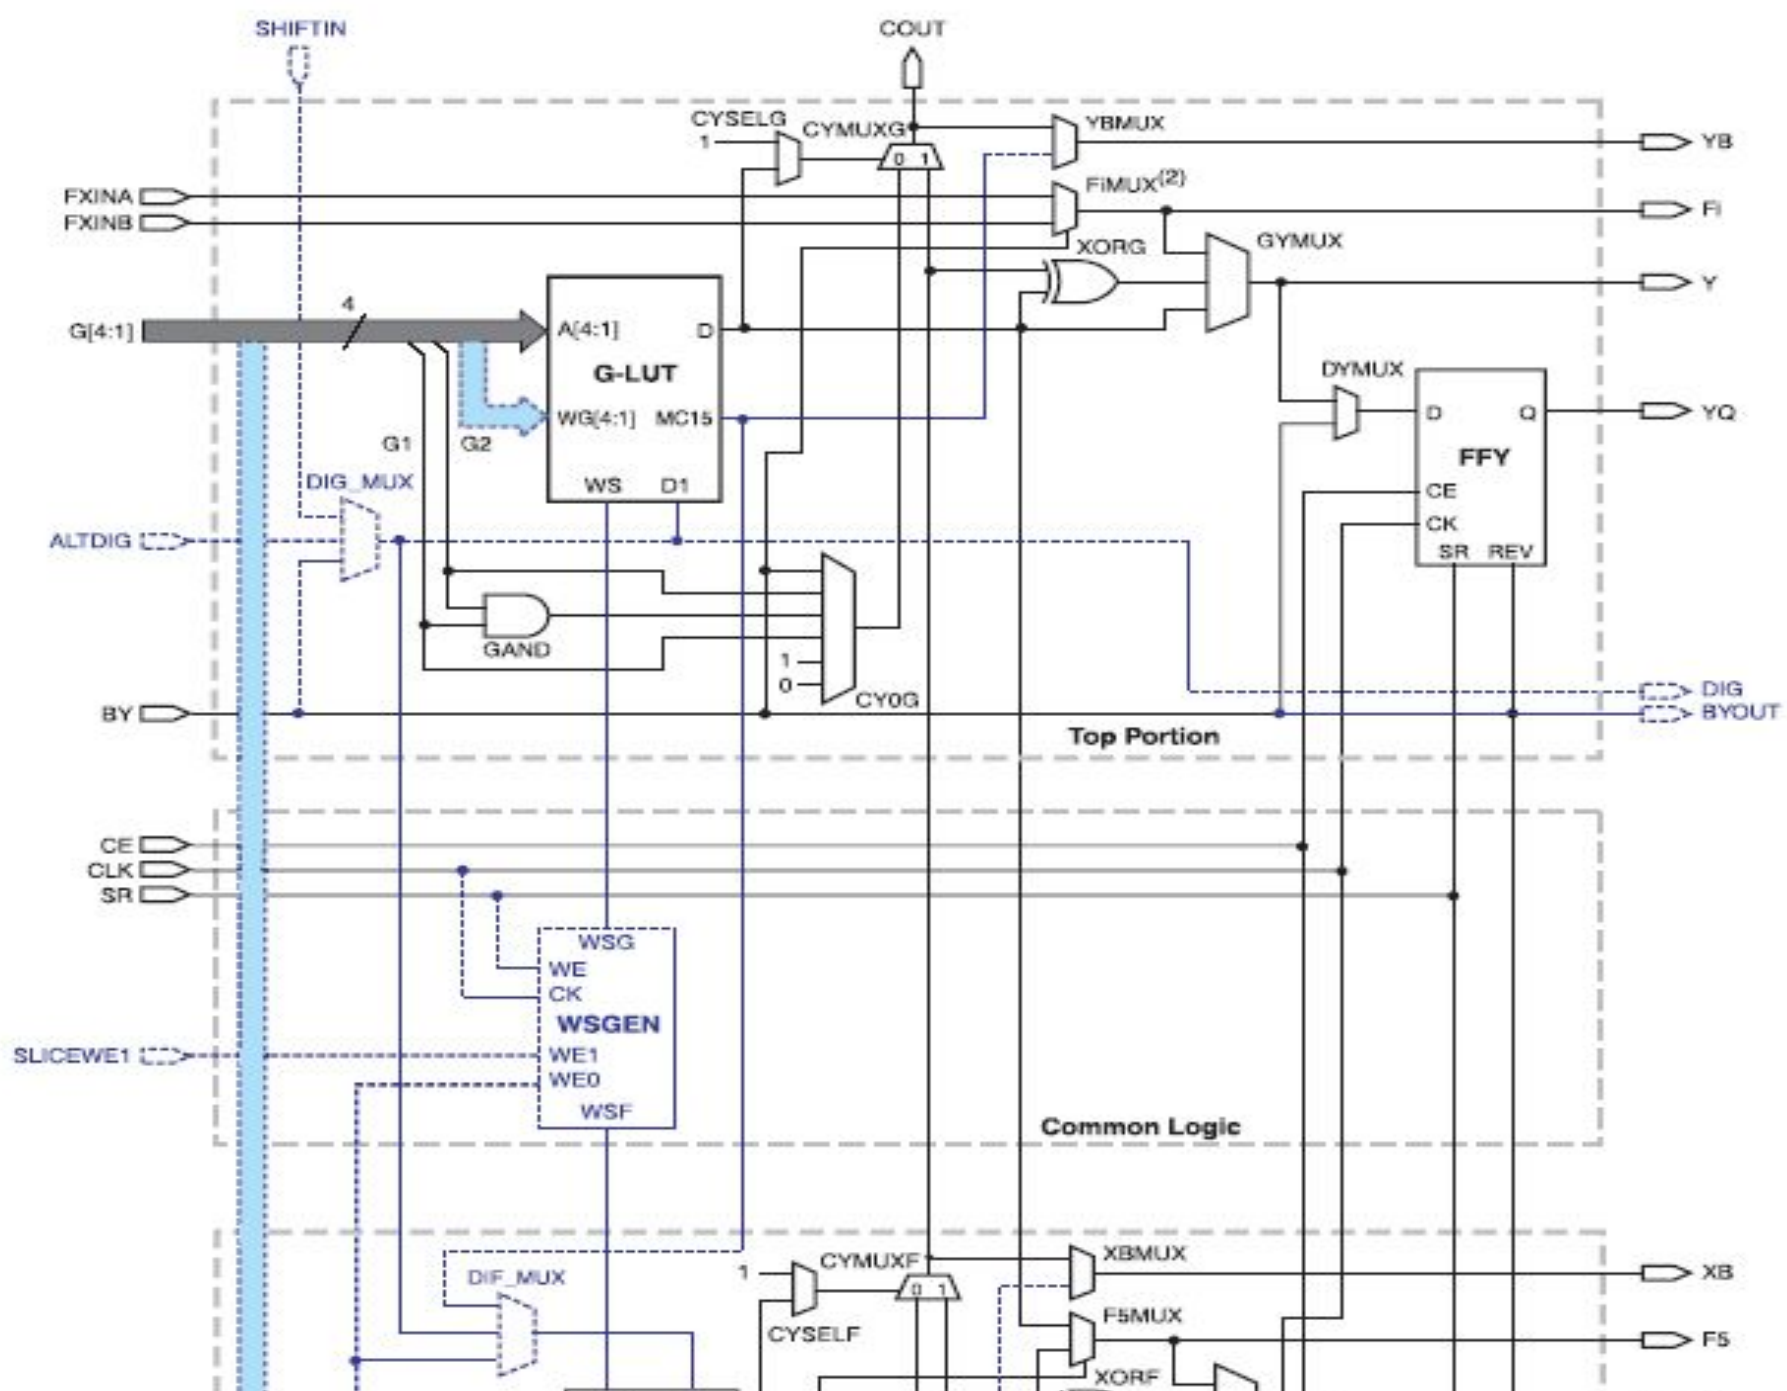 SHIFTIN
COUT
CYSELG
1
CYMUXG
0 1
YBMUX
YB
FXINA
FiMUX(2)
Fi
FXINB
XORG
GYMUX
Y
4
G[4:1]
A[4:1]
D
G-LUT
DYMUX
WG[4:1]
MC15
D
Q
YQ
G1
G2
FFY
DIG_MUX
WS
D1
CE
CK
ALTDIG
SR
REV
GAND
1
0
CY0G
DIG
BY
BYOUT
Top Portion
CE
CLK
SR
WSG
WE
CK
WSGEN
SLICEWE1
WE1
WE0
WSF
Common Logic
CYMUXF
XBMUX
1
XB
DIF_MUX
0 1
F5MUX
CYSELF
F5
XORF